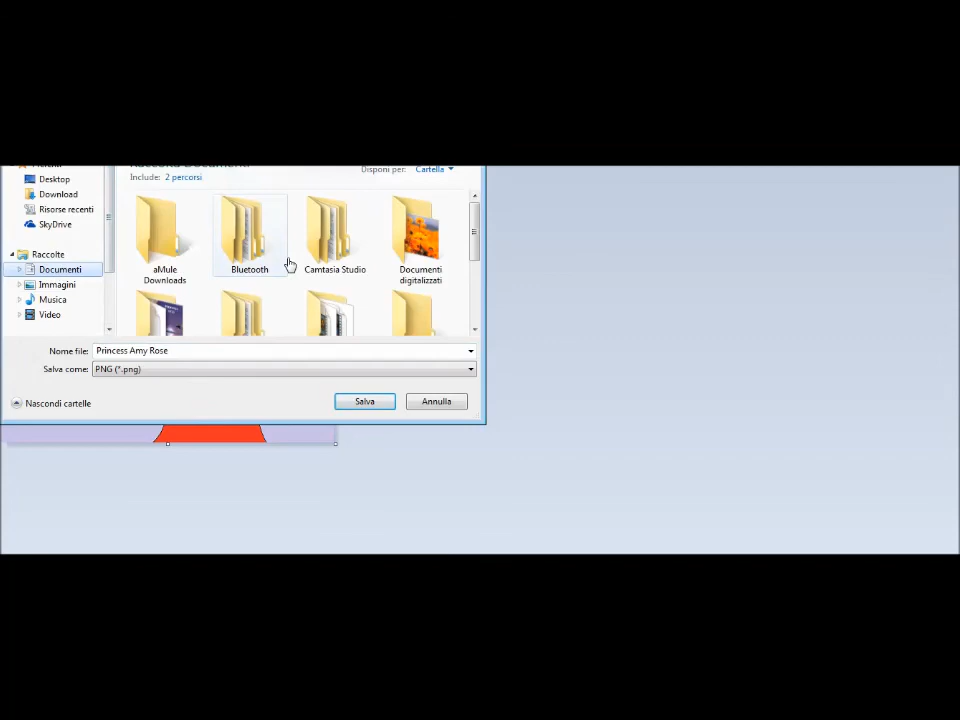 Disponi per: Cartella
Include: 2 percorsi
Desktop
Download
Risorse recenti
SkyDrive
Raccolte
Documenti
Immagini
Musica
Video
aMule Downloads
Bluetooth
Camtasia Studio
Documenti digitalizzati
Nome file: Princess Amy Rose
Salva come: PNG (*.png)
Nascondi cartelle
Salva
Annulla